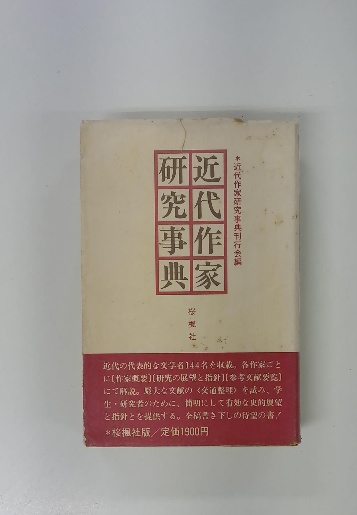 近代作家
研究事典
＊近代作家研究事典刊行会編
桜楓社
近代の代表的な文学者144名を収載。各作家ごと
に[作家概要][研究の展望と指針][参考文献要覧]
にて解説。厖大な文献の〈交通整理〉を試み、学
生・研究者のために、簡明にして有効な史的展望
と指針とを提供する。全稿書き下しの待望の書！
＊桜楓社版／定価1900円